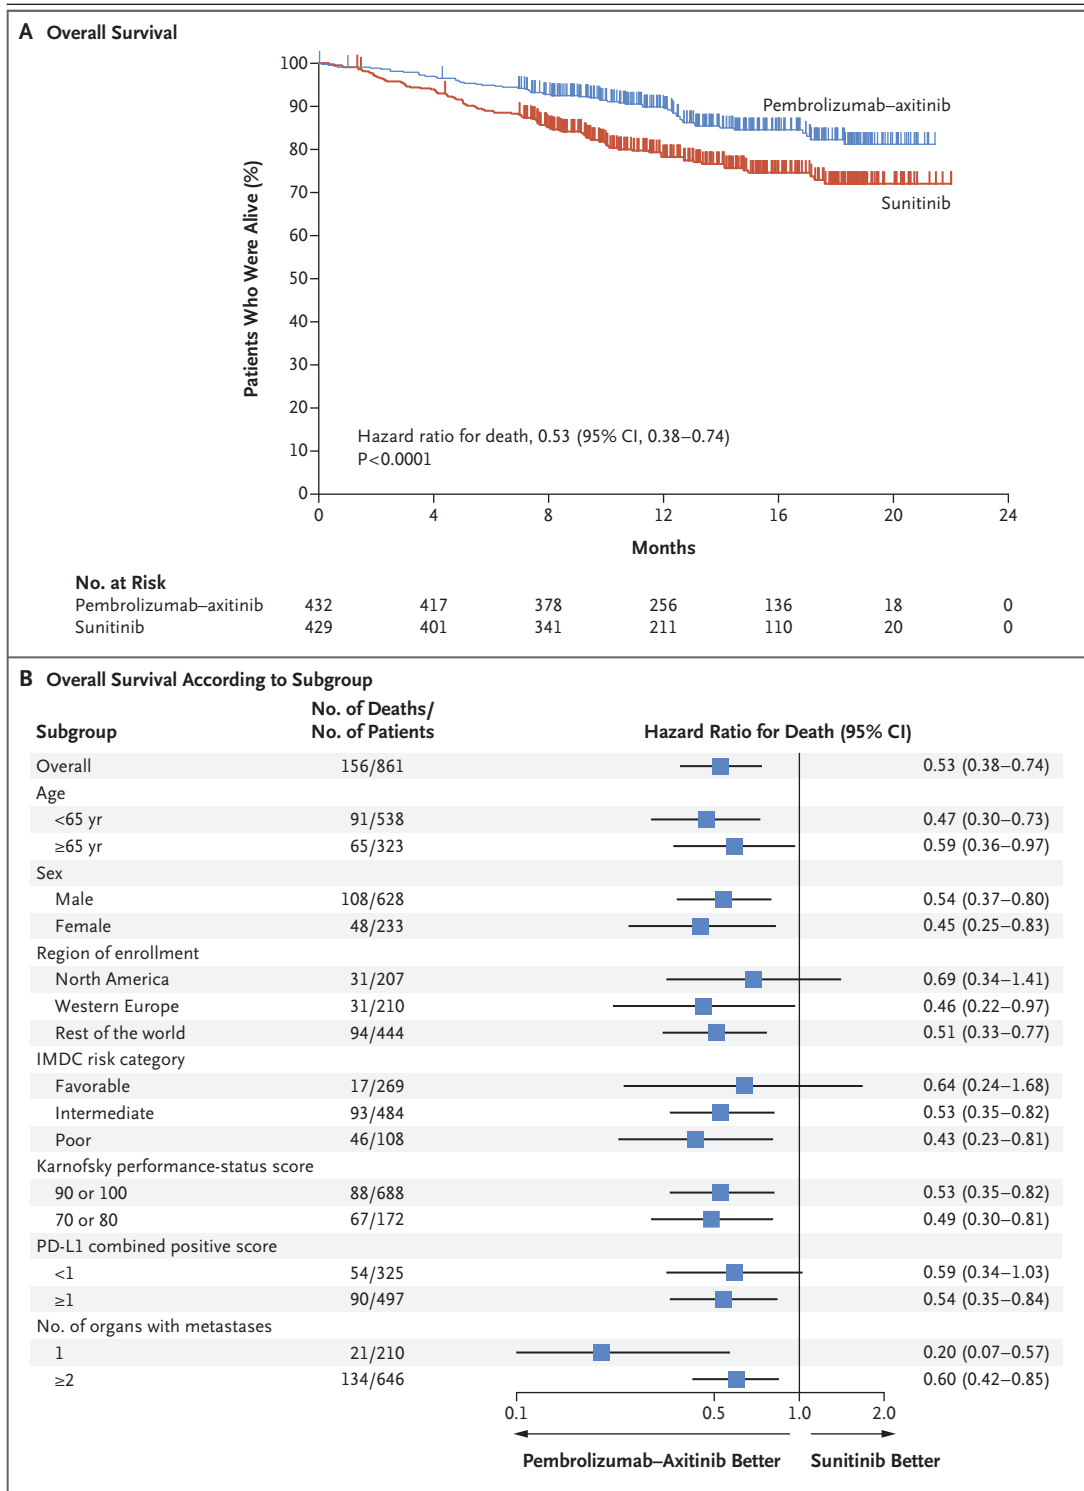 A Overall Survival
Patients Who Were Alive (%)
100
90
80
70
60
50
40
30
20
10
0
Pembrolizumab–axitinib
Sunitinib
Hazard ratio for death, 0.53 (95% CI, 0.38–0.74)
P<0.0001
0 4 8 12 16 20 24
Months
No. at Risk
Pembrolizumab–axitinib 432 417 378 256 136 18 0
Sunitinib 429 401 341 211 110 20 0
B Overall Survival According to Subgroup
Subgroup No. of Deaths/ No. of Patients Hazard Ratio for Death (95% CI)
Overall 156/861 0.53 (0.38–0.74)
Age
<65 yr 91/538 0.47 (0.30–0.73)
≥65 yr 65/323 0.59 (0.36–0.97)
Sex
Male 108/628 0.54 (0.37–0.80)
Female 48/233 0.45 (0.25–0.83)
Region of enrollment
North America 31/207 0.69 (0.34–1.41)
Western Europe 31/210 0.46 (0.22–0.97)
Rest of the world 94/444 0.51 (0.33–0.77)
IMDC risk category
Favorable 17/269 0.64 (0.24–1.68)
Intermediate 93/484 0.53 (0.35–0.82)
Poor 46/108 0.43 (0.23–0.81)
Karnofsky performance-status score
90 or 100 88/688 0.53 (0.35–0.82)
70 or 80 67/172 0.49 (0.30–0.81)
PD-L1 combined positive score
<1 54/325 0.59 (0.34–1.03)
≥1 90/497 0.54 (0.35–0.84)
No. of organs with metastases
1 21/210 0.20 (0.07–0.57)
≥2 134/646 0.60 (0.42–0.85)
0.1 0.5 1.0 2.0
Pembrolizumab–Axitinib Better Sunitinib Better